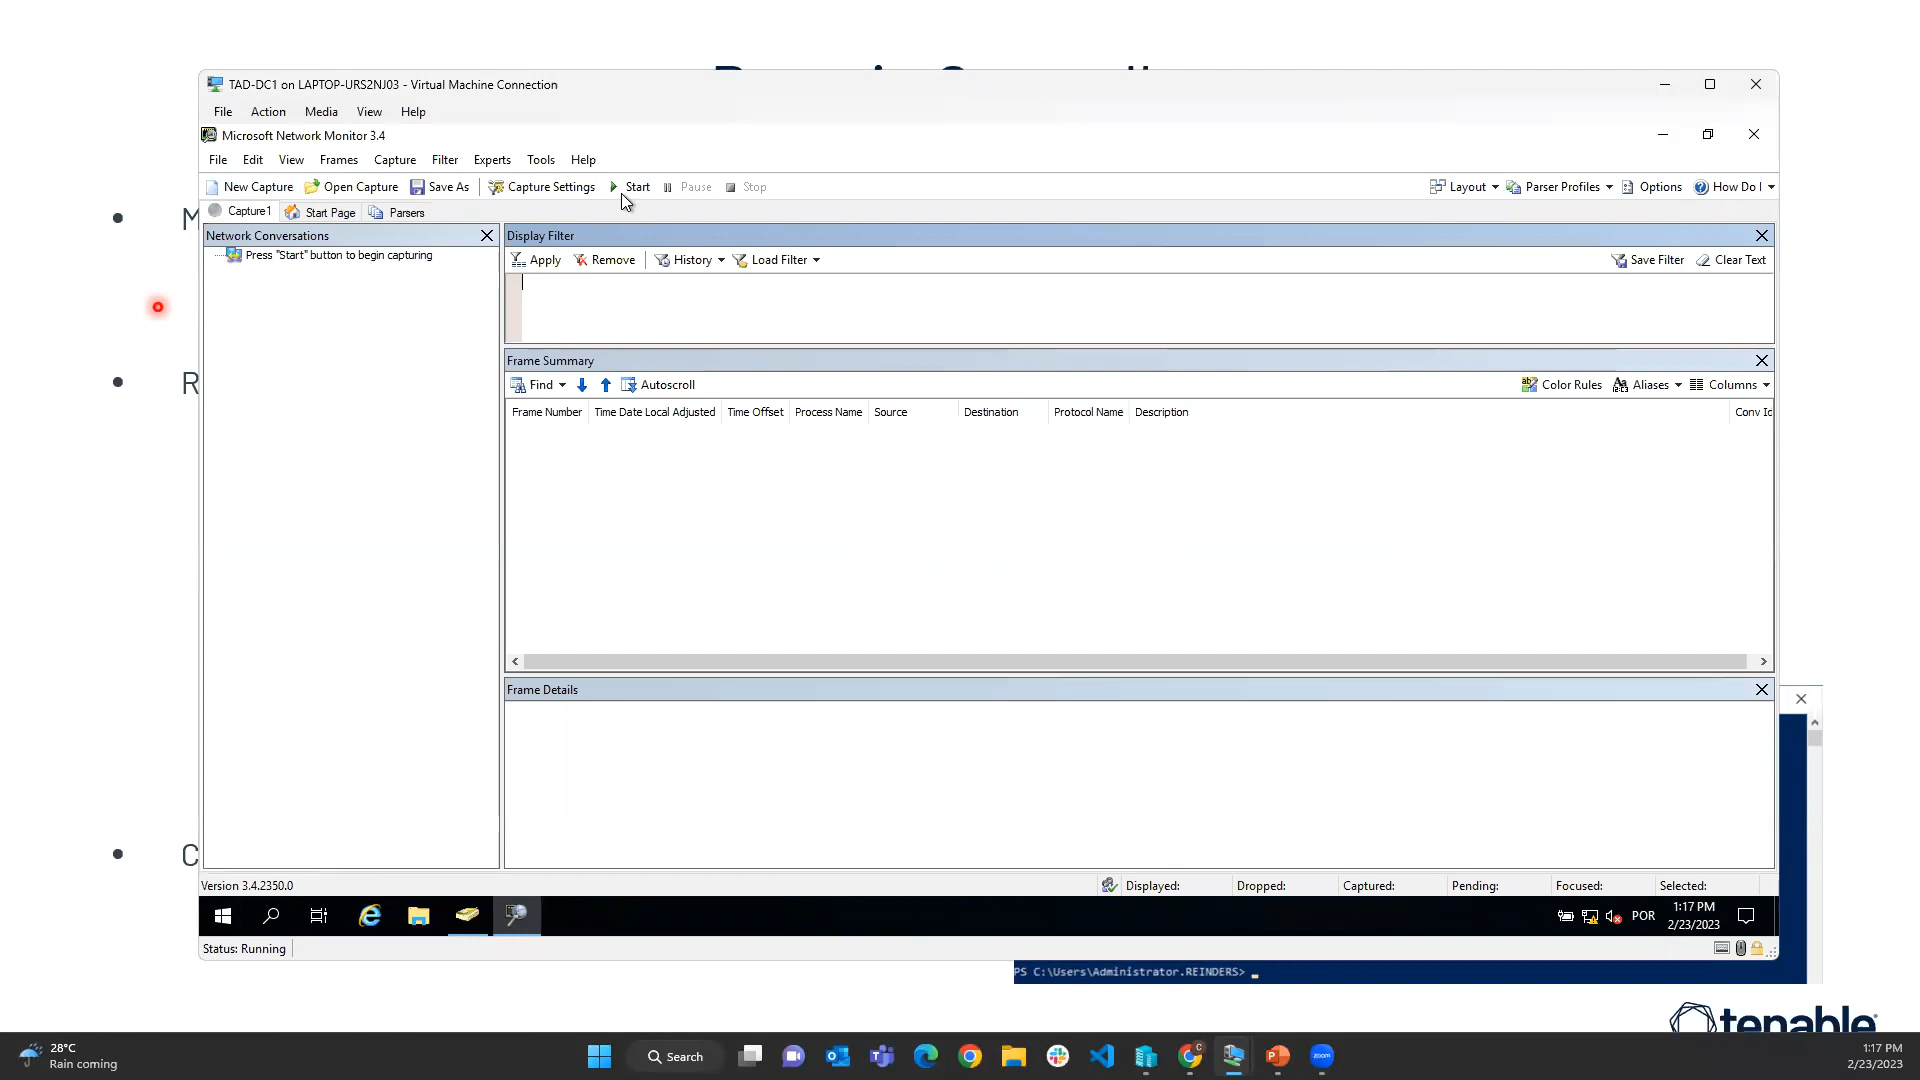 TAD-DC1 on LAPTOP-URS2NJ03 - Virtual Machine Connection
File Action Media View Help
Microsoft Network Monitor 3.4
File Edit View Frames Capture Filter Experts Tools Help
New Capture Open Capture Save As Capture Settings Start Pause Stop Layout Parser Profiles Options How Do I
Capture1 Start Page Parsers
Network Conversations
Press "Start" button to begin capturing
Display Filter
Apply Remove History Load Filter Save Filter Clear Text
Frame Summary
Find Autoscroll Color Rules Aliases Columns
Frame Number Time Date Local Adjusted Time Offset Process Name Source Destination Protocol Name Description Conv Id
Frame Details
Version 3.4.2350.0 Displayed: Dropped: Captured: Pending: Focused: Selected:
POR
1:17 PM
2/23/2023
Status: Running
PS C:\Users\Administrator.REINDERS>
tenable
28°C
Rain coming
Search
zoom
1:17 PM
2/23/2023